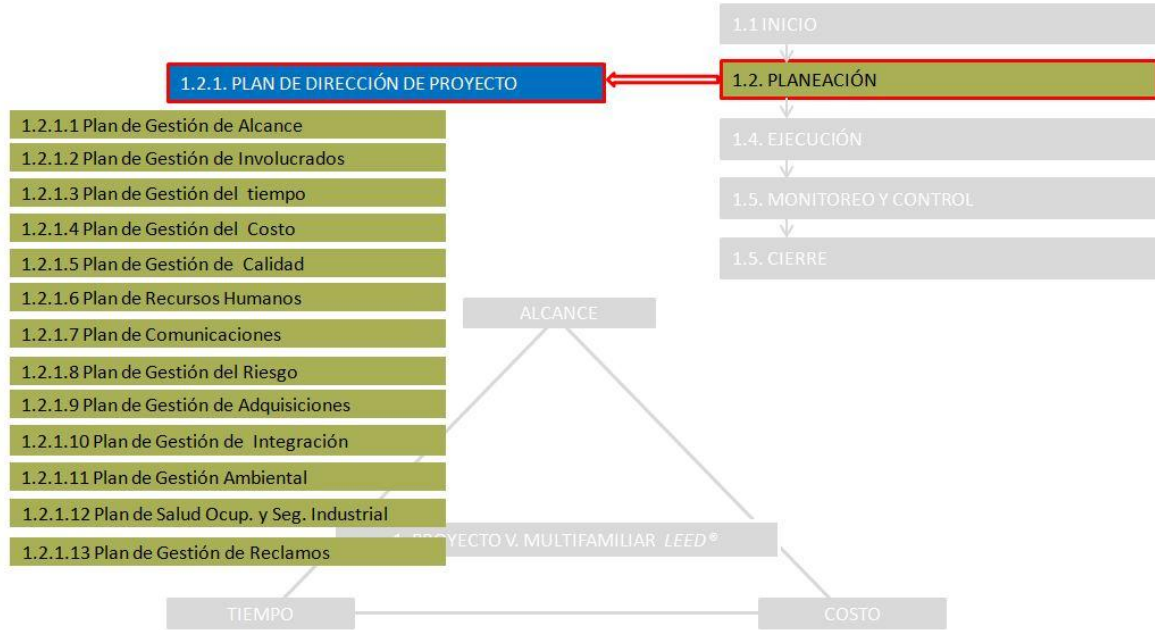 1.1 INICIO
1.2.1. PLAN DE DIRECCIÓN DE PROYECTO
1.2. PLANEACIÓN
1.2.1.1 Plan de Gestión de Alcance
1.2.1.2 Plan de Gestión de Involucrados
1.2.1.3 Plan de Gestión del tiempo
1.2.1.4 Plan de Gestión del Costo
1.2.1.5 Plan de Gestión de Calidad
1.2.1.6 Plan de Recursos Humanos
1.2.1.7 Plan de Comunicaciones
1.2.1.8 Plan de Gestión del Riesgo
1.2.1.9 Plan de Gestión de Adquisiciones
1.2.1.10 Plan de Gestión de Integración
1.2.1.11 Plan de Gestión Ambiental
1.2.1.12 Plan de Salud Ocup. y Seg. Industrial
1.2.1.13 Plan de Gestión de Reclamos
1.4. EJECUCIÓN
1.5. MONITOREO Y CONTROL
1.5. CIERRE
ALCANCE
V. MULTIFAMILIAR LEED®
TIEMPO
COSTO